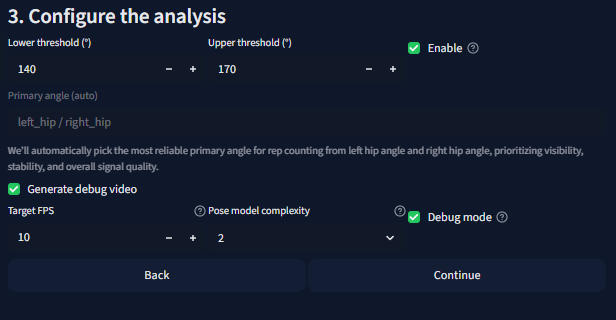 3. Configure the analysis
Lower threshold (°)
Upper threshold (°)
Enable
140
170
Primary angle (auto)
left_hip / right_hip
We'll automatically pick the most reliable primary angle for rep counting from left hip angle and right hip angle, prioritizing visibility,
stability, and overall signal quality.
Generate debug video
Target FPS
Pose model complexity
Debug mode
10
2
Back
Continue